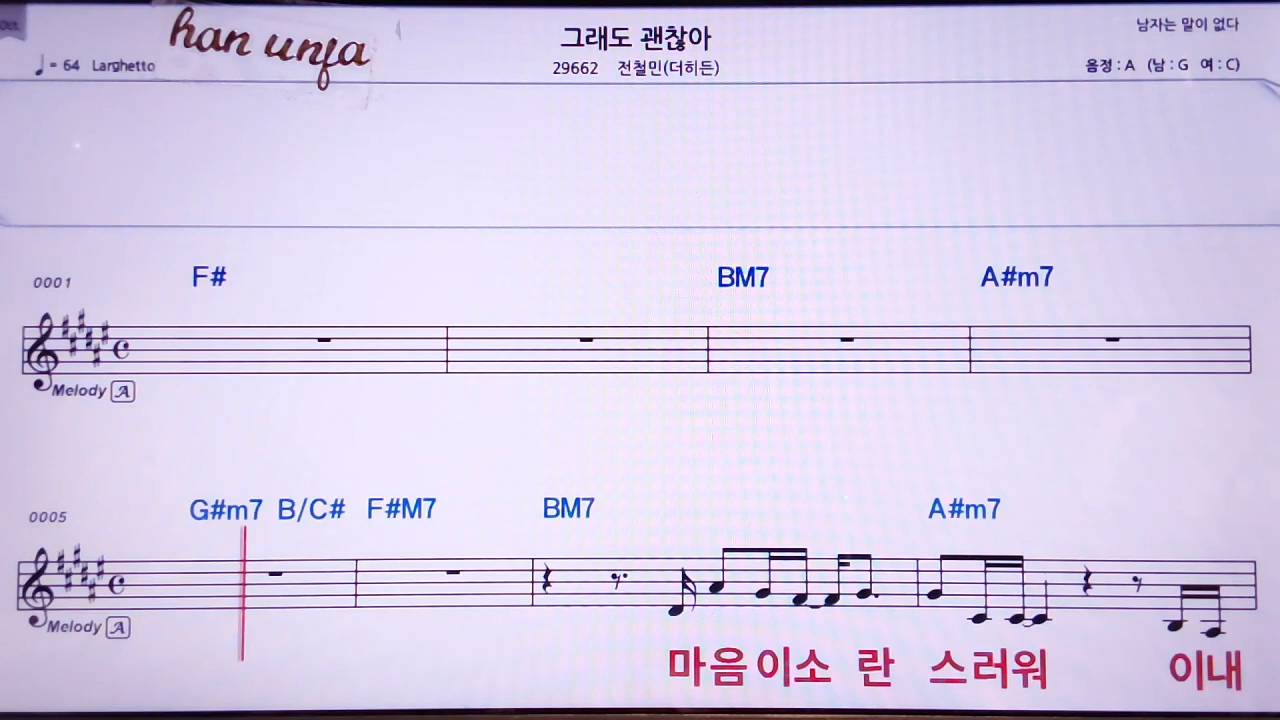 han unfa
그래도 괜찮아
남자는 말이 없다
♩= 64 Larghetto
29662 전철민(더히든)
음정 : A (남 : G 여 : C)
0001
F# BM7 A#m7
Melody A
0005
G#m7 B/C# F#M7 BM7 A#m7
Melody A
마음이소 란 스러워 이내